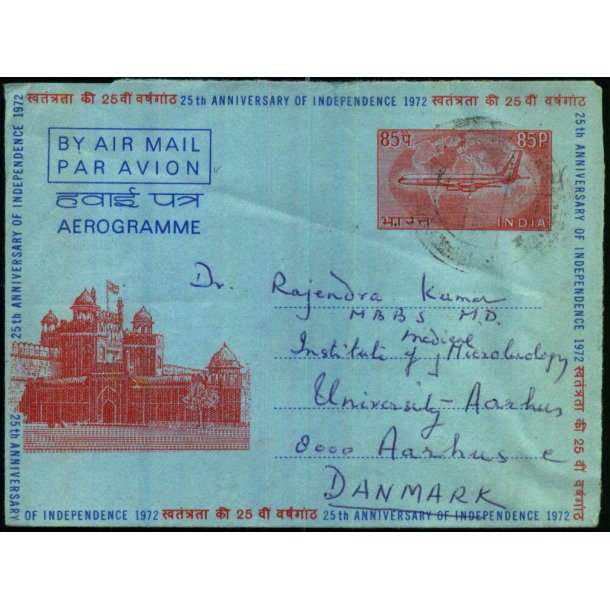 स्वतंत्रता की 25वीं वर्षगांठ 25th ANNIVERSARY OF INDEPENDENCE 1972 स्वतंत्रता की 25 वीं वर्षगांठ
25th ANNIVERSARY OF INDEPENDENCE 1972
25th ANNIVERSARY OF INDEPENDENCE 1972 स्वतंत्रता की 25 वीं वर्षगांठ
BY AIR MAIL
PAR AVION
हवाई पत्र
AEROGRAMME
85पै 85P
भारत INDIA
Dr. Rajendra Kumar
MBBS M.D.
Institute of Medical Microbiology
University Aarhus
8000 Aarhus c
DANMARK
25th ANNIVERSARY
OF INDEPENDENCE 1972 स्वतंत्रता की 25 वीं वर्षगांठ 25th ANNIVERSARY OF INDEPENDENCE 1972